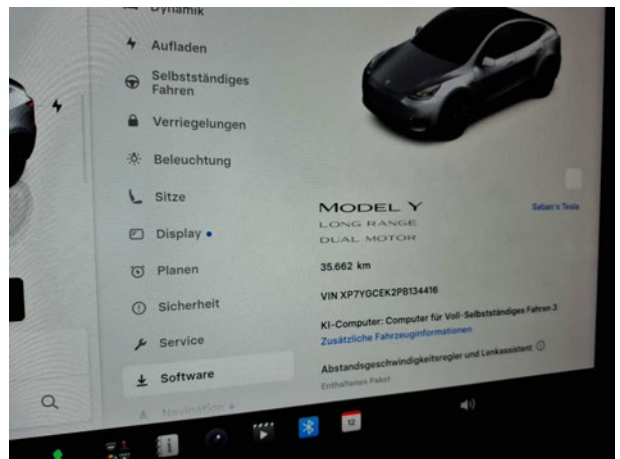 Dynamik
Aufladen
Selbstständiges
Fahren
Verriegelungen
Beleuchtung
Sitze
Display
Planen
Sicherheit
Service
Software
Navigation
MODEL Y
LONG RANGE
DUAL MOTOR
Saban's Tesla
35.662 km
VIN XP7YGCEK2PB134416
KI-Computer: Computer für Voll-Selbstständiges Fahren 3
Zusätzliche Fahrzeuginformationen
Abstandsgeschwindigkeitsregler und Lenkassistent
Enthaltenes Paket
12